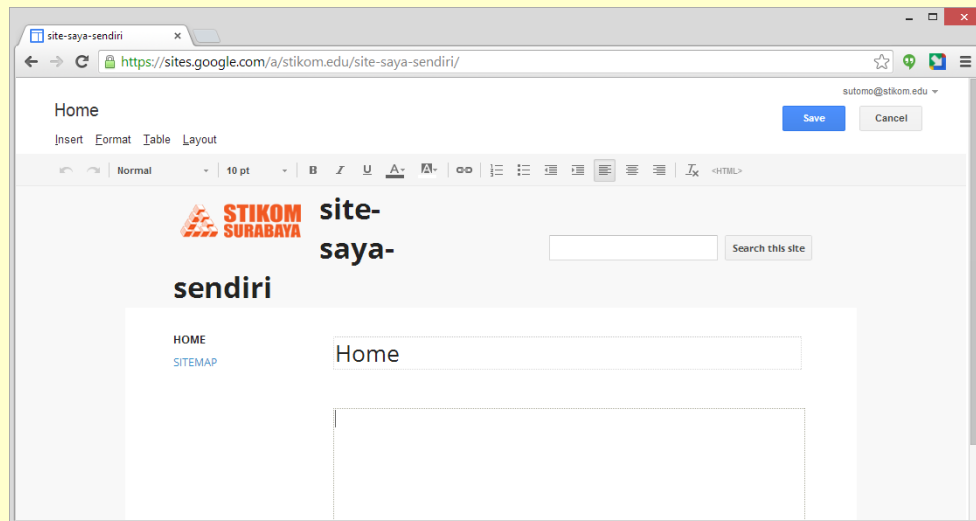 site-saya-sendiri
https://sites.google.com/a/stikom.edu/site-saya-sendiri/
sutomo@stikom.edu
Home
Save Cancel
Insert Format Table Layout
Normal 10 pt B I U A A <HTML>
STIKOM
SURABAYA
site-
saya-
sendiri
Search this site
HOME
SITEMAP
Home